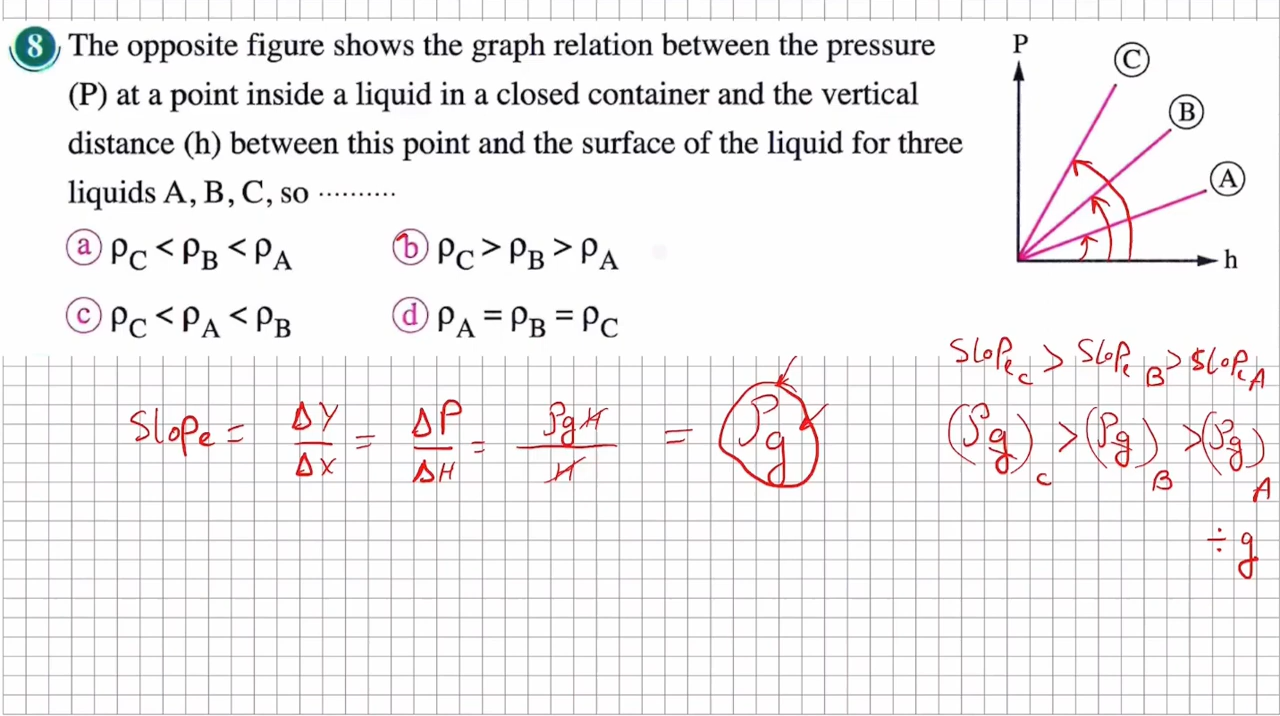 8 The opposite figure shows the graph relation between the pressure
(P) at a point inside a liquid in a closed container and the vertical
distance (h) between this point and the surface of the liquid for three
liquids A, B, C, so ..........
a ρC < ρB < ρA
b ρC > ρB > ρA
c ρC < ρA < ρB
d ρA = ρB = ρC
P
C
B
A
h
SloPe C > SloPe B > SloPe A
SloPe = ΔY/ΔX = ΔP/ΔH = ρgH/H = ρg
(ρg)C > (ρg)B > (ρg)A
÷ g